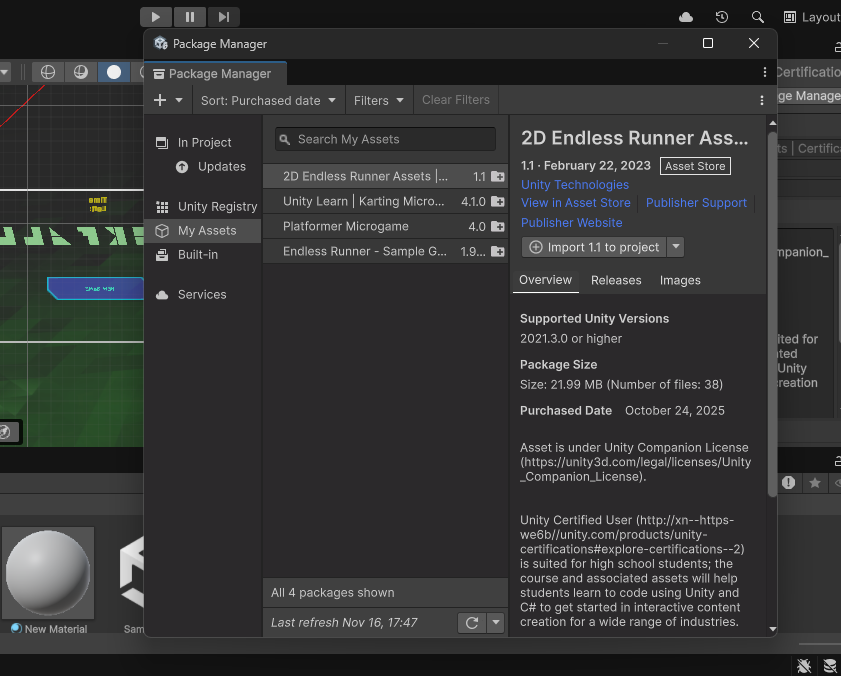 Layout
Package Manager
Package Manager
Certificatio
ge Manage
Sort: Purchased date
Filters
Clear Filters
In Project
Updates
Unity Registry
My Assets
Built-in
Services
Search My Assets
2D Endless Runner Assets |... 1.1
Unity Learn | Karting Micro... 4.1.0
Platformer Microgame 4.0
Endless Runner - Sample G... 1.9...
All 4 packages shown
Last refresh Nov 16, 17:47
2D Endless Runner Ass...
1.1 · February 22, 2023 Asset Store
Unity Technologies
View in Asset Store Publisher Support
Publisher Website
Import 1.1 to project
Overview Releases Images
Supported Unity Versions
2021.3.0 or higher
Package Size
Size: 21.99 MB (Number of files: 38)
Purchased Date October 24, 2025
Asset is under Unity Companion License
(https://unity3d.com/legal/licenses/Unity
_Companion_License).
Unity Certified User (http://xn--https-
we6b//unity.com/products/unity-
certifications#explore-certifications--2)
is suited for high school students; the
course and associated assets will help
students learn to code using Unity and
C# to get started in interactive content
creation for a wide range of industries.
ts | Certifica
mpanion_
ited for
ated
Unity
reation
New Material
Sam